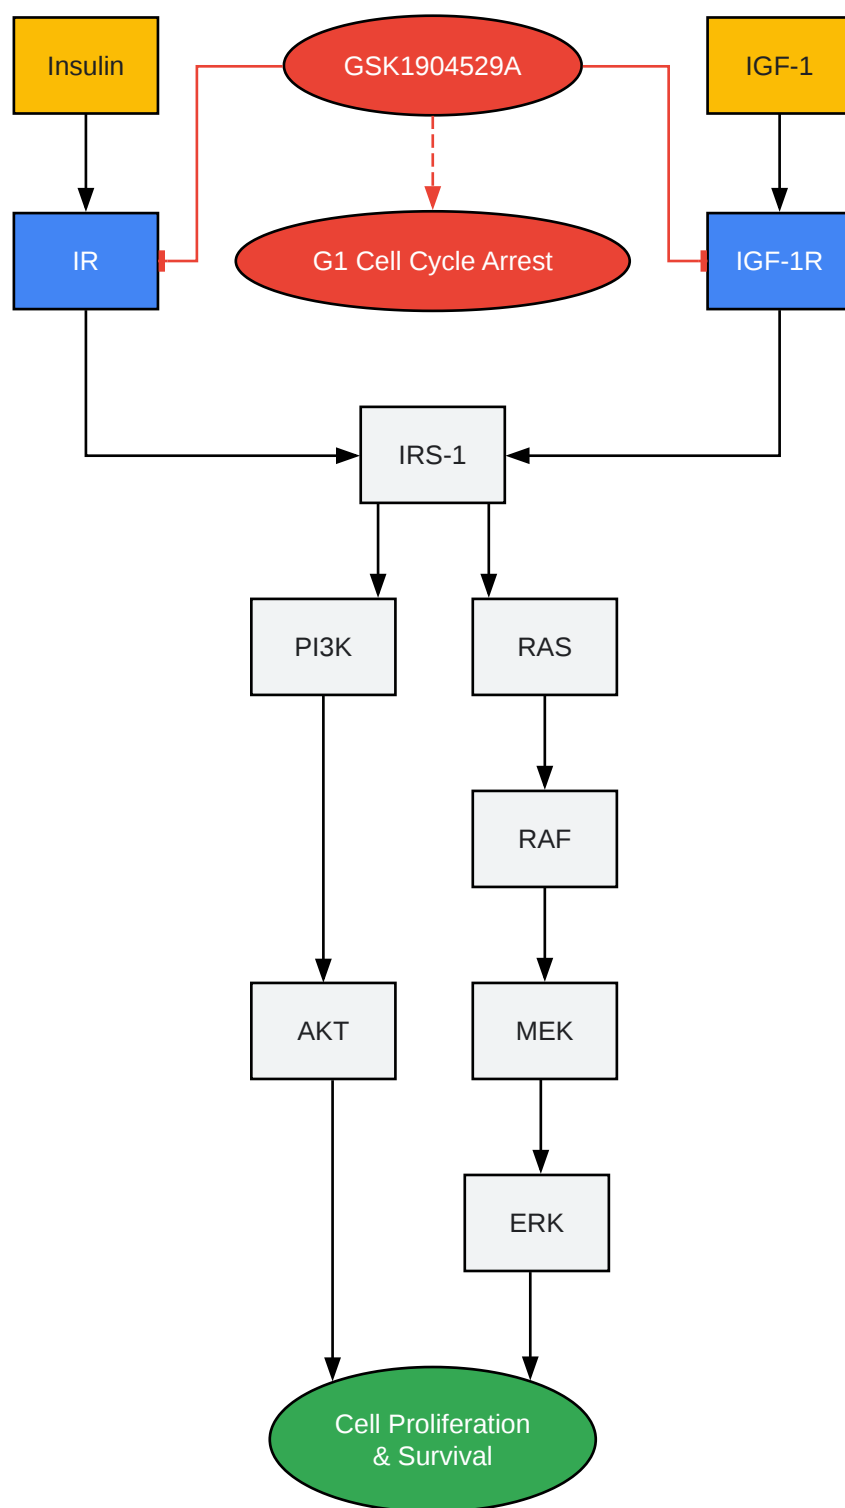 Insulin
GSK1904529A
IGF-1
IR
G1 Cell Cycle Arrest
IGF-1R
IRS-1
PI3K
RAS
RAF
AKT
MEK
ERK
Cell Proliferation
& Survival